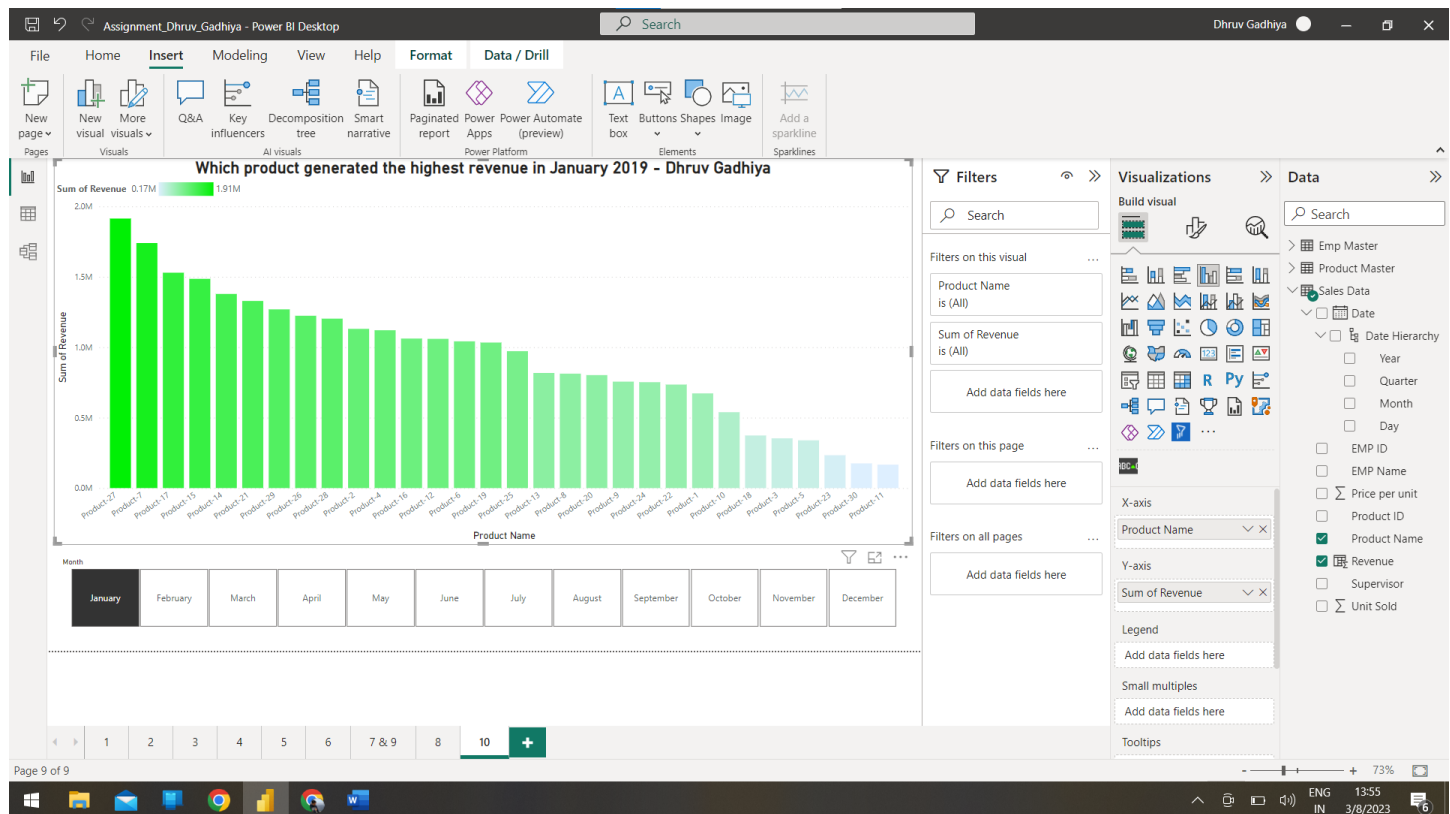 Assignment_Dhruv_Gadhiya - Power BI Desktop
Search
Dhruv Gadhiya
File Home Insert Modeling View Help Format Data / Drill
New page
New visual
More visuals
Q&A
Key influencers
Decomposition tree
Smart narrative
Paginated report
Power Apps
Power Automate (preview)
Text box
Buttons
Shapes
Image
Add a sparkline
Pages Visuals AI visuals Power Platform Elements Sparklines
Which product generated the highest revenue in January 2019 - Dhruv Gadhiya
Sum of Revenue 0.17M 1.91M
2.0M
1.5M
1.0M
0.5M
0.0M
Sum of Revenue
Product-27 Product-7 Product-17 Product-15 Product-14 Product-21 Product-29 Product-26 Product-28 Product-2 Product-4 Product-16 Product-12 Product-6 Product-19 Product-25 Product-13 Product-8 Product-20 Product-9 Product-24 Product-22 Product-1 Product-10 Product-18 Product-3 Product-5 Product-23 Product-30 Product-11
Product Name
Month
January February March April May June July August September October November December
Filters
Search
Filters on this visual
Product Name
is (All)
Sum of Revenue
is (All)
Add data fields here
Filters on this page
Add data fields here
Filters on all pages
Add data fields here
Visualizations
Build visual
123
R Py
X-axis
Product Name
Y-axis
Sum of Revenue
Legend
Add data fields here
Small multiples
Add data fields here
Tooltips
Data
Search
Emp Master
Product Master
Sales Data
Date
Date Hierarchy
Year
Quarter
Month
Day
EMP ID
EMP Name
Price per unit
Product ID
Product Name
Revenue
Supervisor
Unit Sold
1 2 3 4 5 6 7 & 9 8 10
Page 9 of 9
73%
ENG
IN
13:55
3/8/2023
6